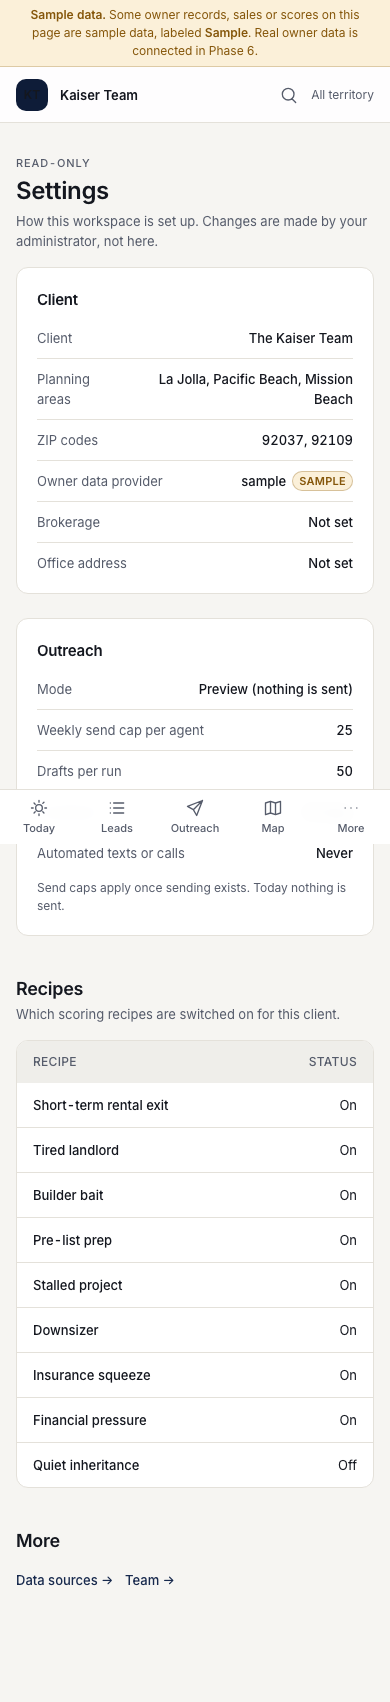 Sample data. Some owner records, sales or scores on this
page are sample data, labeled Sample. Real owner data is
connected in Phase 6.
Kaiser Team
All territory
READ-ONLY
Settings
How this workspace is set up. Changes are made by your
administrator, not here.
Client
Client The Kaiser Team
Planning areas La Jolla, Pacific Beach, Mission Beach
ZIP codes 92037, 92109
Owner data provider sample SAMPLE
Brokerage Not set
Office address Not set
Outreach
Mode Preview (nothing is sent)
Weekly send cap per agent 25
Drafts per run 50
Today Leads Outreach Map More
Automated texts or calls Never
Send caps apply once sending exists. Today nothing is
sent.
Recipes
Which scoring recipes are switched on for this client.
RECIPE STATUS
Short-term rental exit On
Tired landlord On
Builder bait On
Pre-list prep On
Stalled project On
Downsizer On
Insurance squeeze On
Financial pressure On
Quiet inheritance Off
More
Data sources → Team →